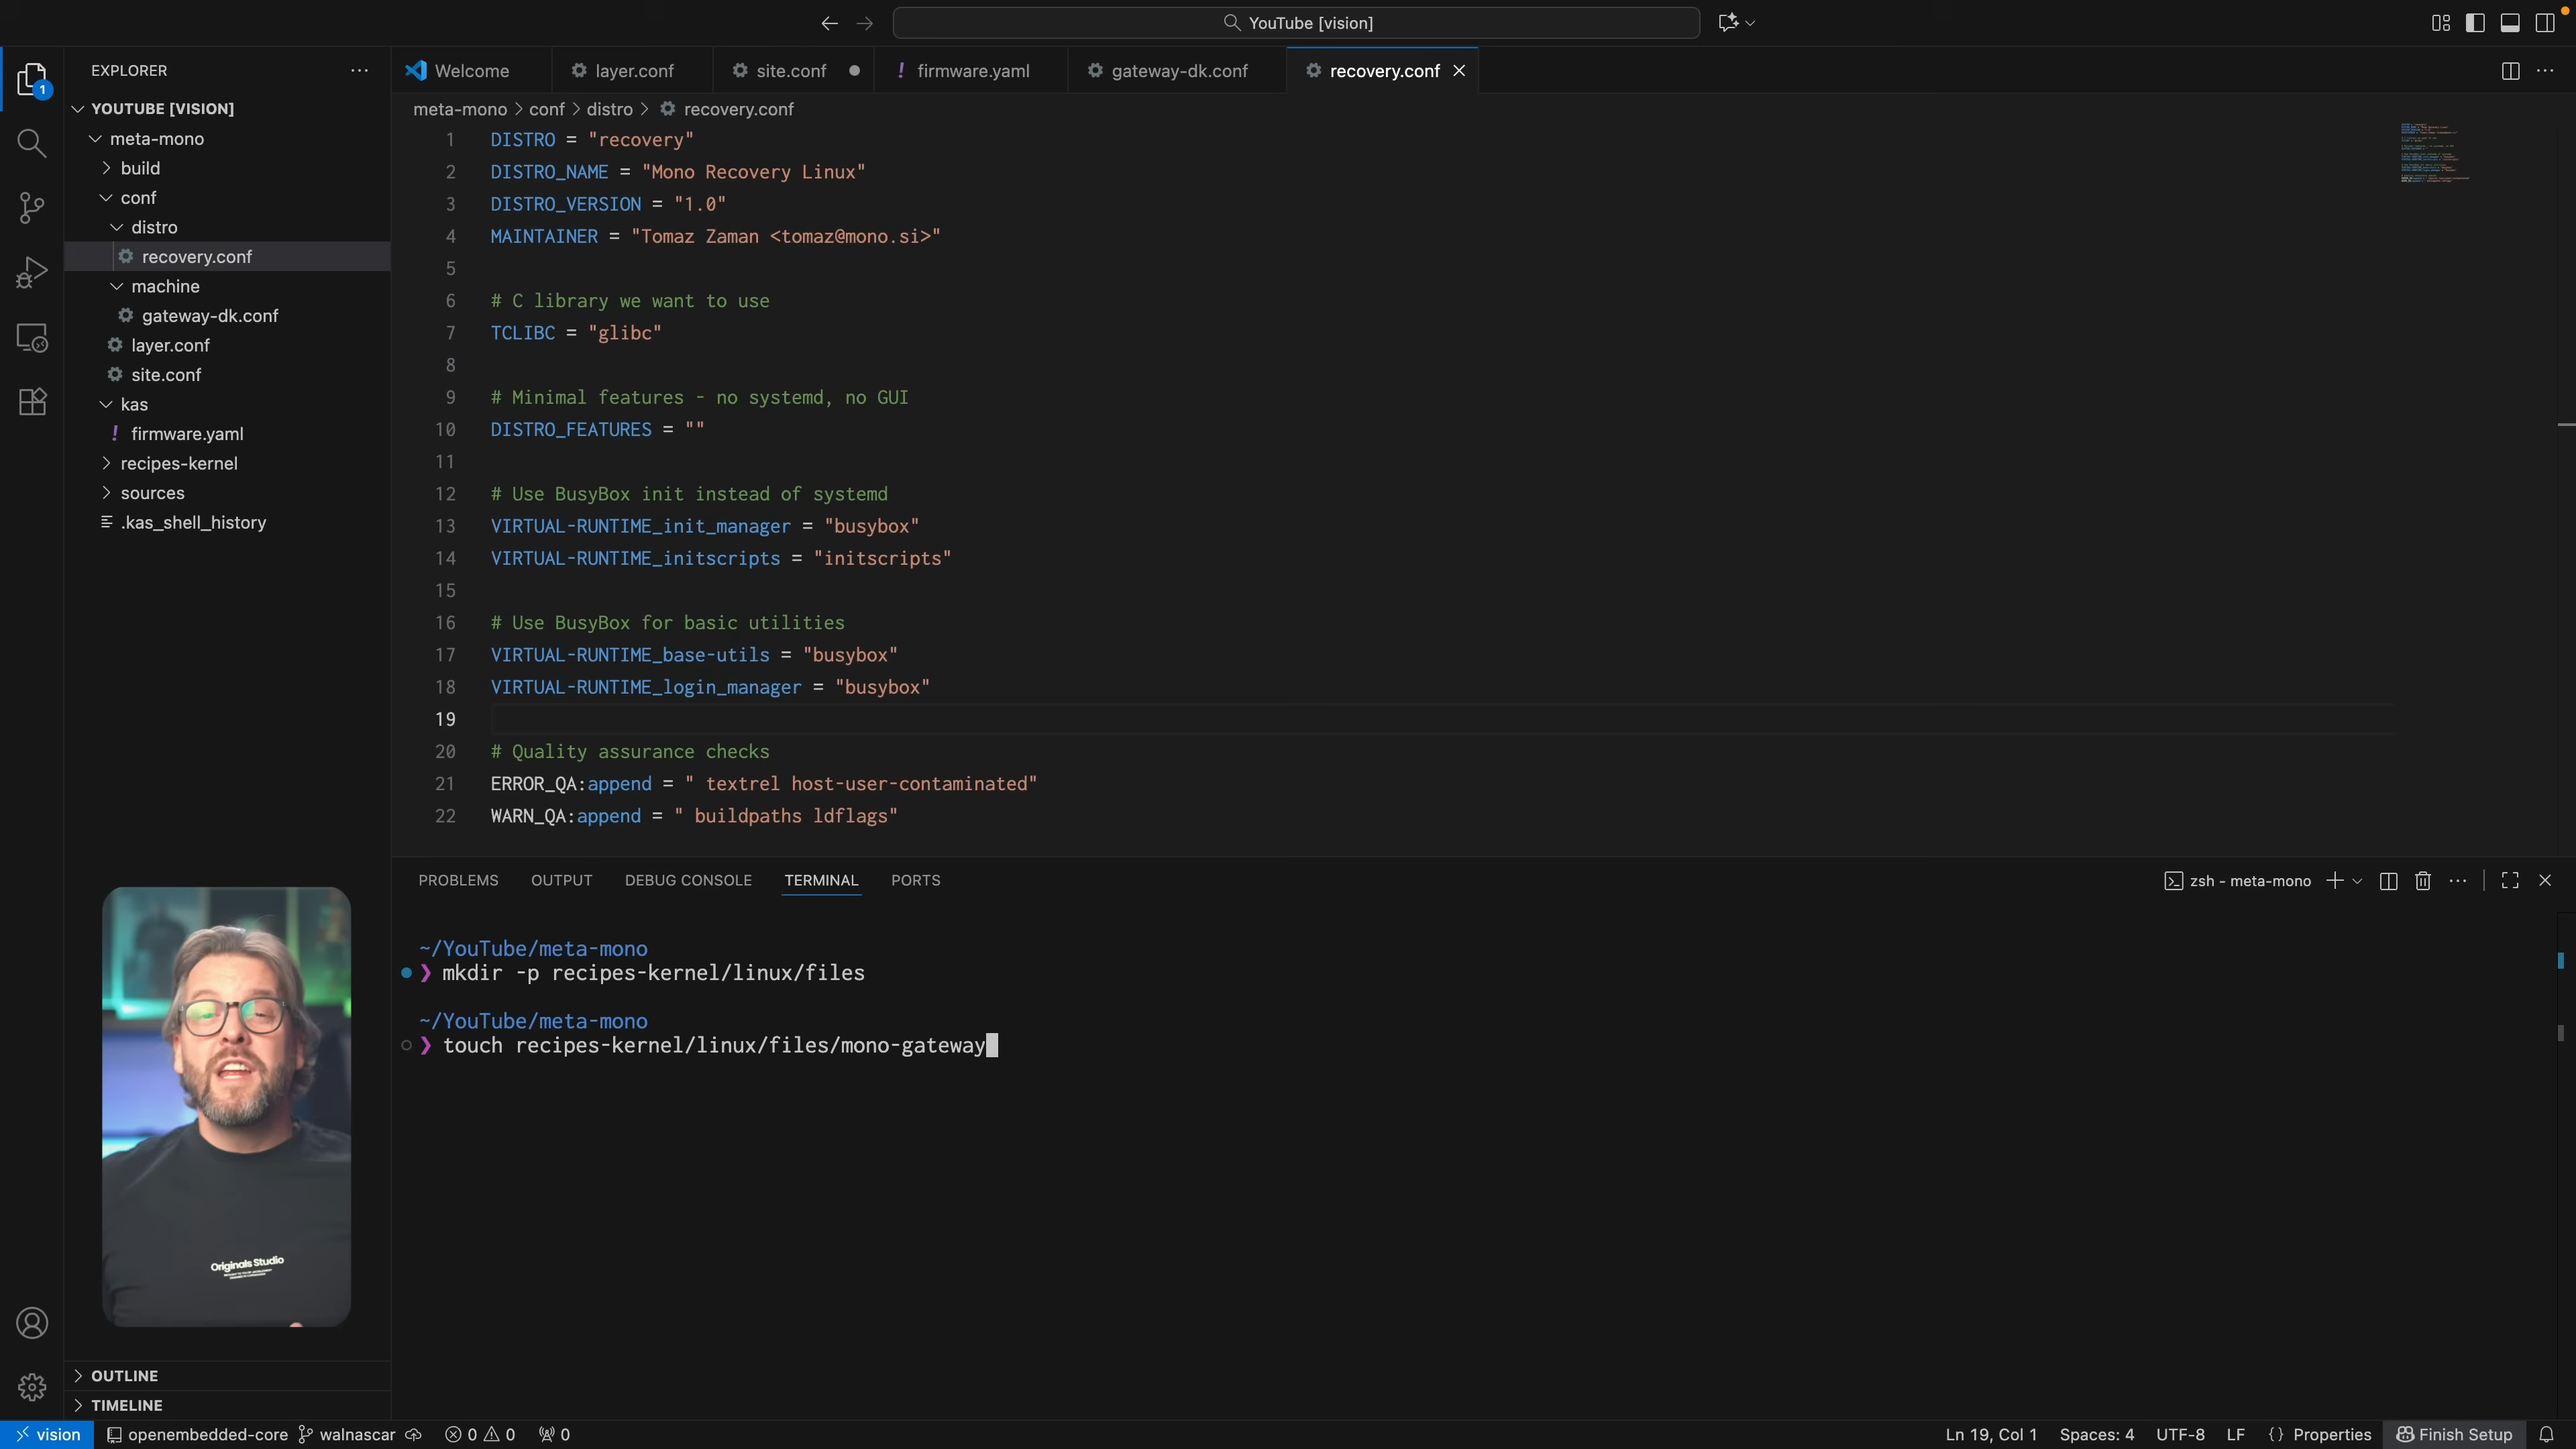 YouTube [vision]
EXPLORER
Welcome
layer.conf
site.conf
firmware.yaml
gateway-dk.conf
recovery.conf
YOUTUBE [VISION]
meta-mono
build
conf
distro
recovery.conf
machine
gateway-dk.conf
layer.conf
site.conf
kas
firmware.yaml
recipes-kernel
sources
.kas_shell_history
1
meta-mono > conf > distro > recovery.conf
1 DISTRO = "recovery"
2 DISTRO_NAME = "Mono Recovery Linux"
3 DISTRO_VERSION = "1.0"
4 MAINTAINER = "Tomaz Zaman <tomaz@mono.si>"
5
6 # C library we want to use
7 TCLIBC = "glibc"
8
9 # Minimal features - no systemd, no GUI
10 DISTRO_FEATURES = ""
11
12 # Use BusyBox init instead of systemd
13 VIRTUAL-RUNTIME_init_manager = "busybox"
14 VIRTUAL-RUNTIME_initscripts = "initscripts"
15
16 # Use BusyBox for basic utilities
17 VIRTUAL-RUNTIME_base-utils = "busybox"
18 VIRTUAL-RUNTIME_login_manager = "busybox"
19
20 # Quality assurance checks
21 ERROR_QA:append = " textrel host-user-contaminated"
22 WARN_QA:append = " buildpaths ldflags"
PROBLEMS
OUTPUT
DEBUG CONSOLE
TERMINAL
PORTS
zsh - meta-mono
~/YouTube/meta-mono
❯ mkdir -p recipes-kernel/linux/files
~/YouTube/meta-mono
❯ touch recipes-kernel/linux/files/mono-gateway
Originals Studio
OUTLINE
TIMELINE
vision
openembedded-core
walnascar
0
0
0
Ln 19, Col 1
Spaces: 4
UTF-8
LF
{} Properties
Finish Setup